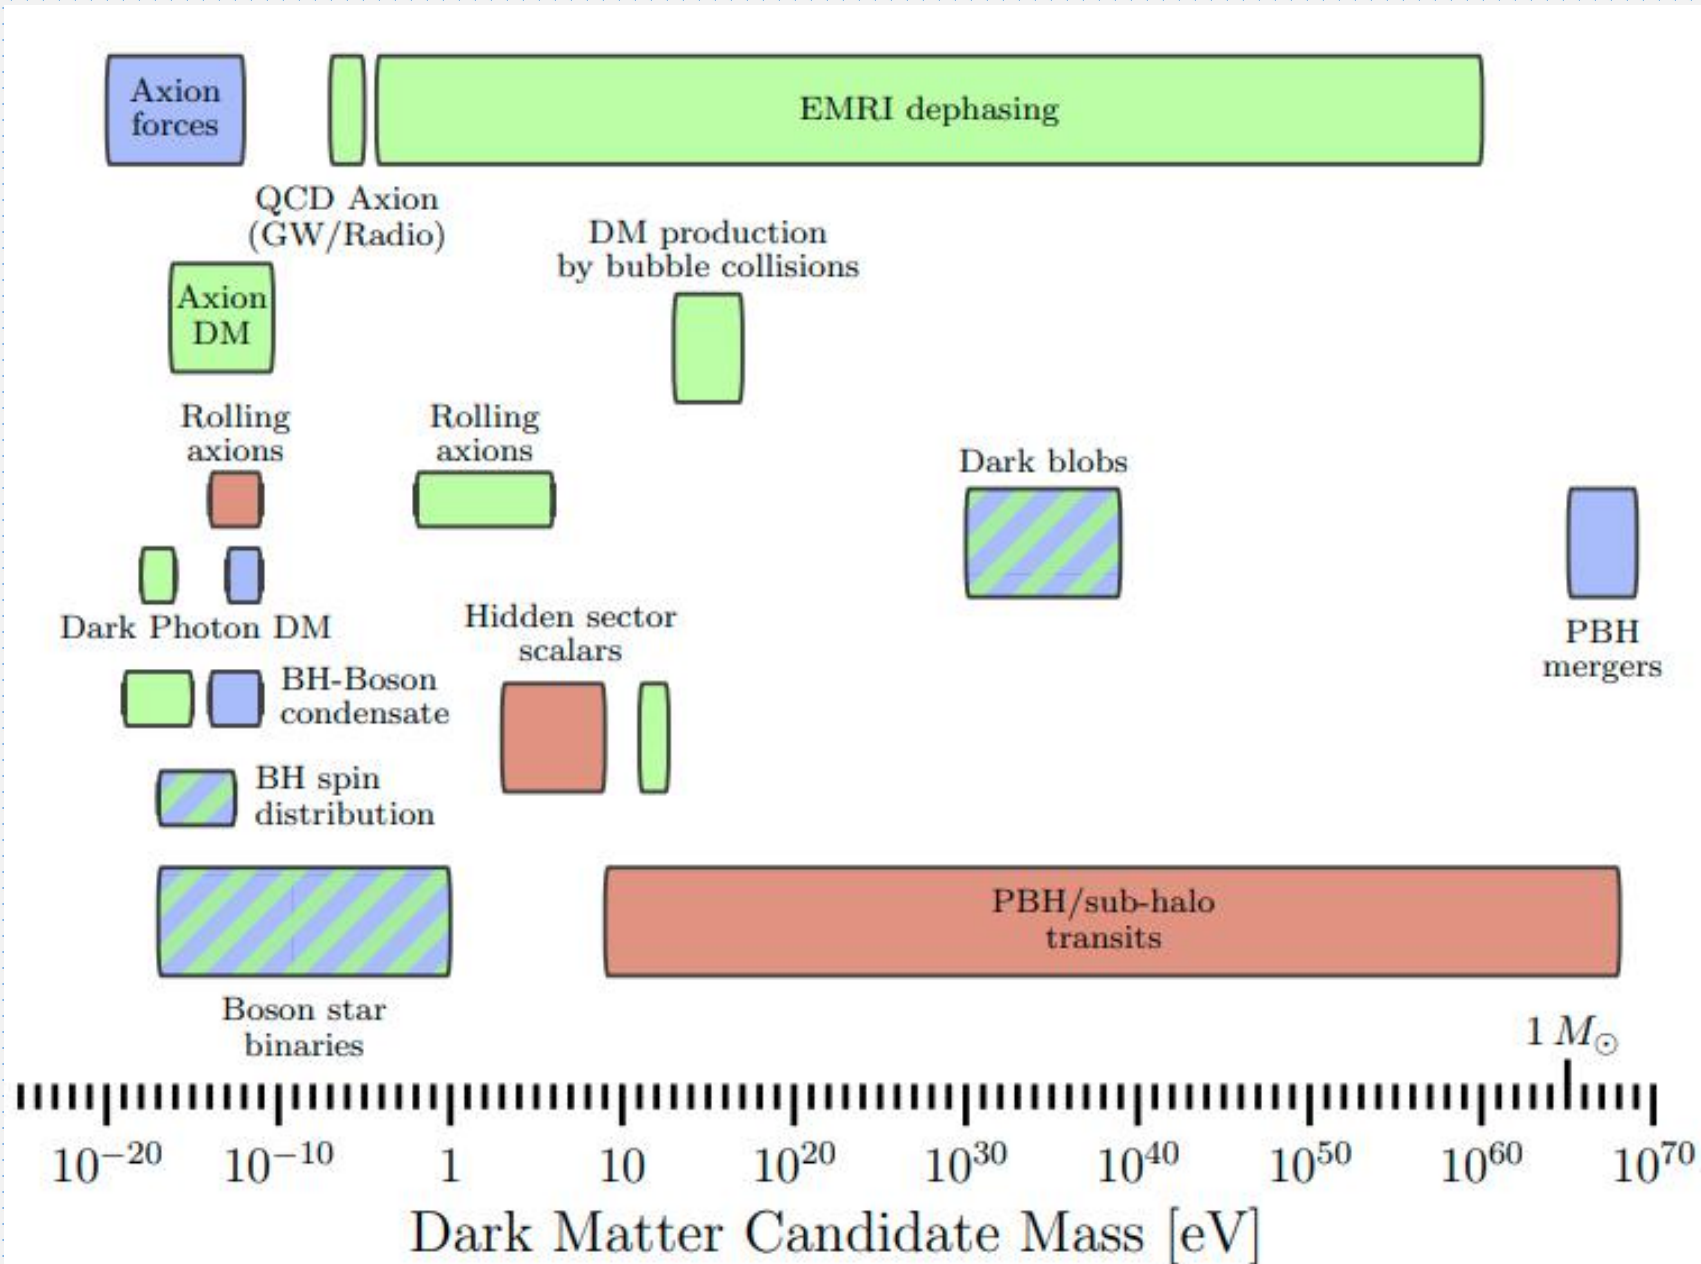 Axion
forces
EMRI dephasing
QCD Axion
(GW/Radio)
DM production
by bubble collisions
Axion
DM
Rolling
axions
Rolling
axions
Dark blobs
Dark Photon DM
Hidden sector
scalars
PBH
mergers
BH-Boson
condensate
BH spin
distribution
PBH/sub-halo
transits
Boson star
binaries
1 M☉
10⁻²⁰ 10⁻¹⁰ 1 10 10²⁰ 10³⁰ 10⁴⁰ 10⁵⁰ 10⁶⁰ 10⁷⁰
Dark Matter Candidate Mass [eV]